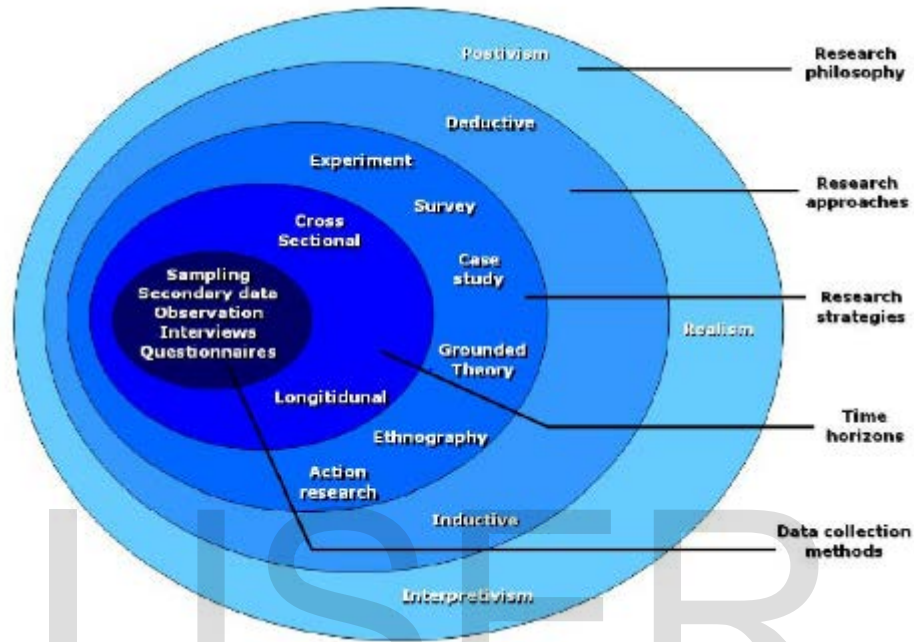 Postivism
Research
philosophy
Deductive
Experiment
Research
approaches
Survey
Cross
Sectional
Case
study
Sampling
Secondary data
Observation
Interviews
Questionnaires
Research
strategies
Realism
Grounded
Theory
Longitidunal
Time
horizons
Ethnography
Action
research
Inductive
Data collection
methods
Interpretivism
IJSER